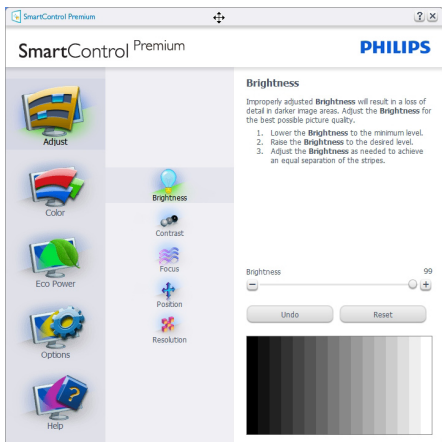 SmartControl Premium
?
SmartControl Premium
PHILIPS
Adjust
Color
Eco Power
Options
Help
Brightness
Contrast
Focus
Position
Resolution
Brightness
Improperly adjusted Brightness will result in a loss of
detail in darker image areas. Adjust the Brightness for
the best possible picture quality.
1. Lower the Brightness to the minimum level.
2. Raise the Brightness to the desired level.
3. Adjust the Brightness as needed to achieve
an equal separation of the stripes.
Brightness 99
Undo Reset